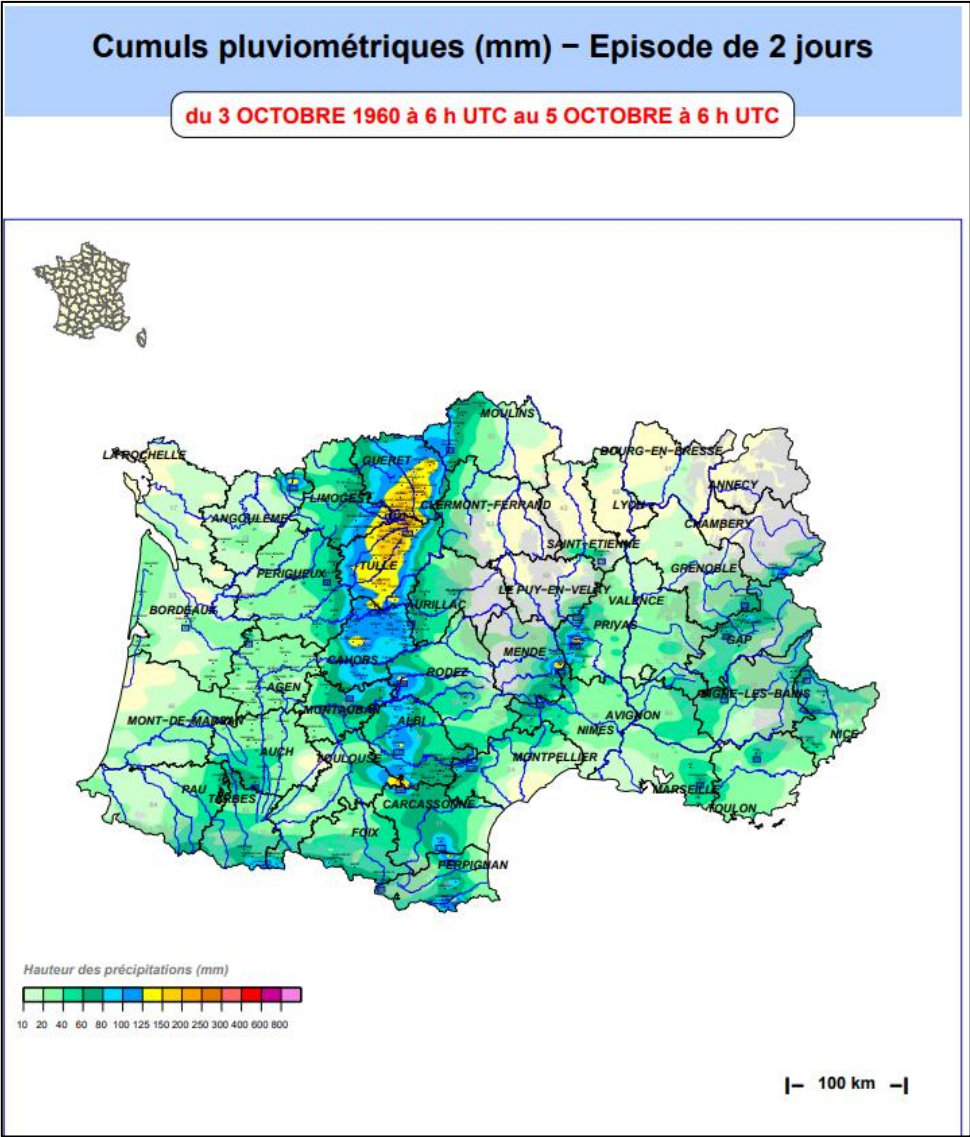 Cumuls pluviométriques (mm) − Episode de 2 jours
du 3 OCTOBRE 1960 à 6 h UTC au 5 OCTOBRE à 6 h UTC
MOULINS
LA ROCHELLE
GUERET
BOURG−EN−BRESSE
LIMOGES
CLERMONT−FERRAND
LYON
ANNECY
ANGOULEME
CHAMBERY
SAINT−ETIENNE
TULLE
PERIGUEUX
GRENOBLE
LE PUY−EN−VELAY
VALENCE
BORDEAUX
AURILLAC
PRIVAS
GAP
MENDE
CAHORS
RODEZ
AGEN
DIGNE−LES−BAINS
MONTAUBAN
MONT−DE−MARSAN
ALBI
AVIGNON
NIMES
NICE
AUCH
TOULOUSE
MONTPELLIER
PAU
TARBES
MARSEILLE
CARCASSONNE
TOULON
FOIX
PERPIGNAN
Hauteur des précipitations (mm)
10 20 40 60 80 100 125 150 200 250 300 400 600 800
100 km